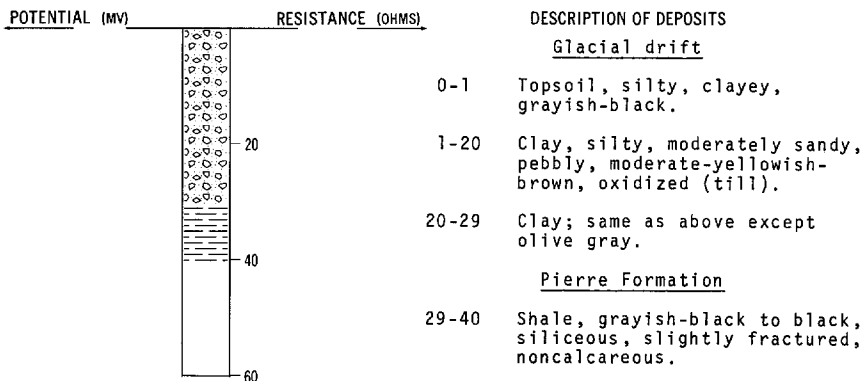 POTENTIAL (MV) RESISTANCE (OHMS) DESCRIPTION OF DEPOSITS
Glacial drift
0-1 Topsoil, silty, clayey,
grayish-black.
20
1-20 Clay, silty, moderately sandy,
pebbly, moderate-yellowish-
brown, oxidized (till).
20-29 Clay; same as above except
olive gray.
40
Pierre Formation
29-40 Shale, grayish-black to black,
siliceous, slightly fractured,
noncalcareous.
60